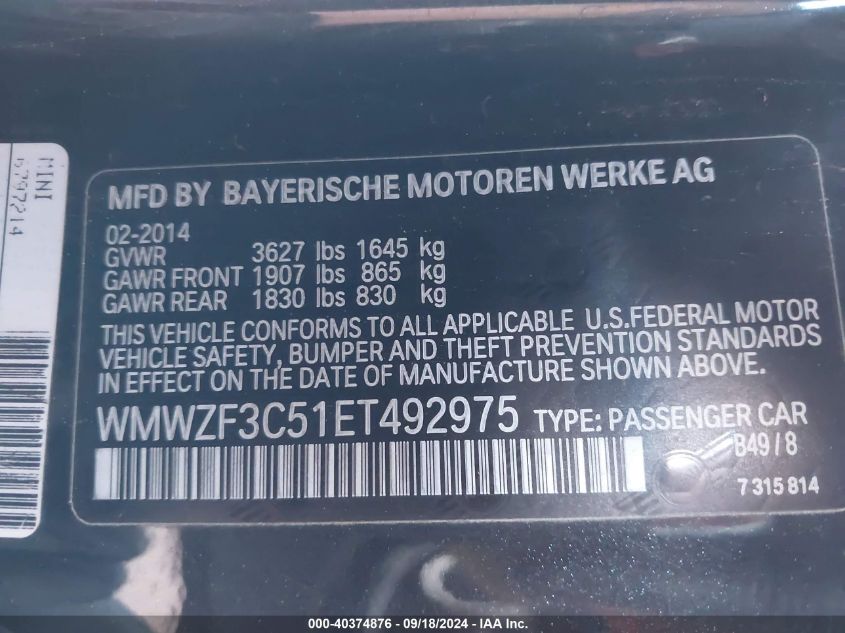 MINI
6797214
MFD BY BAYERISCHE MOTOREN WERKE AG
02-2014
GVWR 3627 lbs 1645 kg
GAWR FRONT 1907 lbs 865 kg
GAWR REAR 1830 lbs 830 kg
THIS VEHICLE CONFORMS TO ALL APPLICABLE U.S.FEDERAL MOTOR
VEHICLE SAFETY, BUMPER AND THEFT PREVENTION STANDARDS
IN EFFECT ON THE DATE OF MANUFACTURE SHOWN ABOVE.
WMWZF3C51ET492975 TYPE: PASSENGER CAR
B49/8
7 315 814
000-40374876 - 09/18/2024 - IAA Inc.